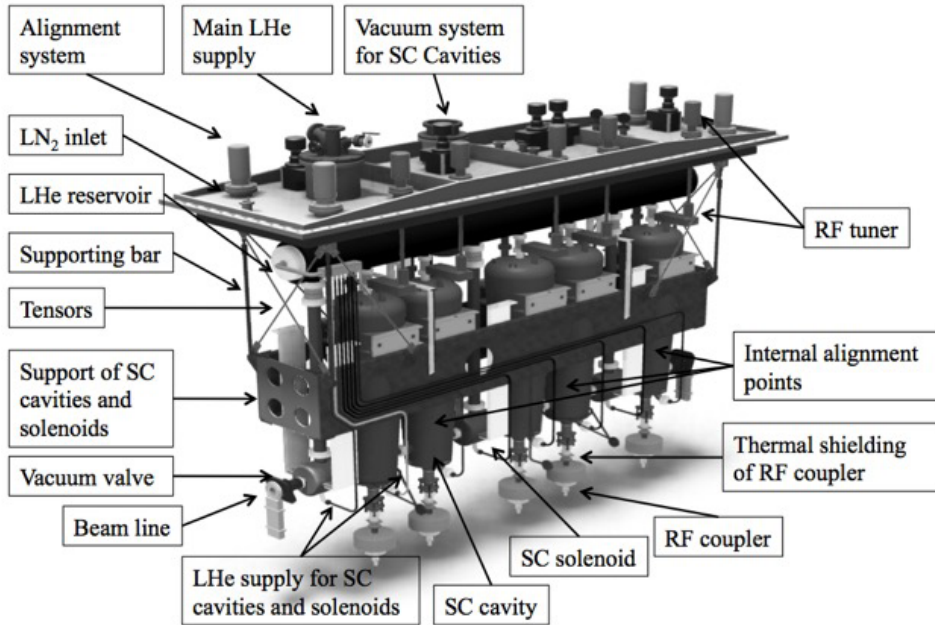 Alignment
system
Main LHe
supply
Vacuum system
for SC Cavities
LN₂ inlet
LHe reservoir
Supporting bar
Tensors
Support of SC
cavities and
solenoids
Vacuum valve
Beam line
LHe supply for SC
cavities and solenoids
SC cavity
SC solenoid
RF coupler
Thermal shielding
of RF coupler
Internal alignment
points
RF tuner